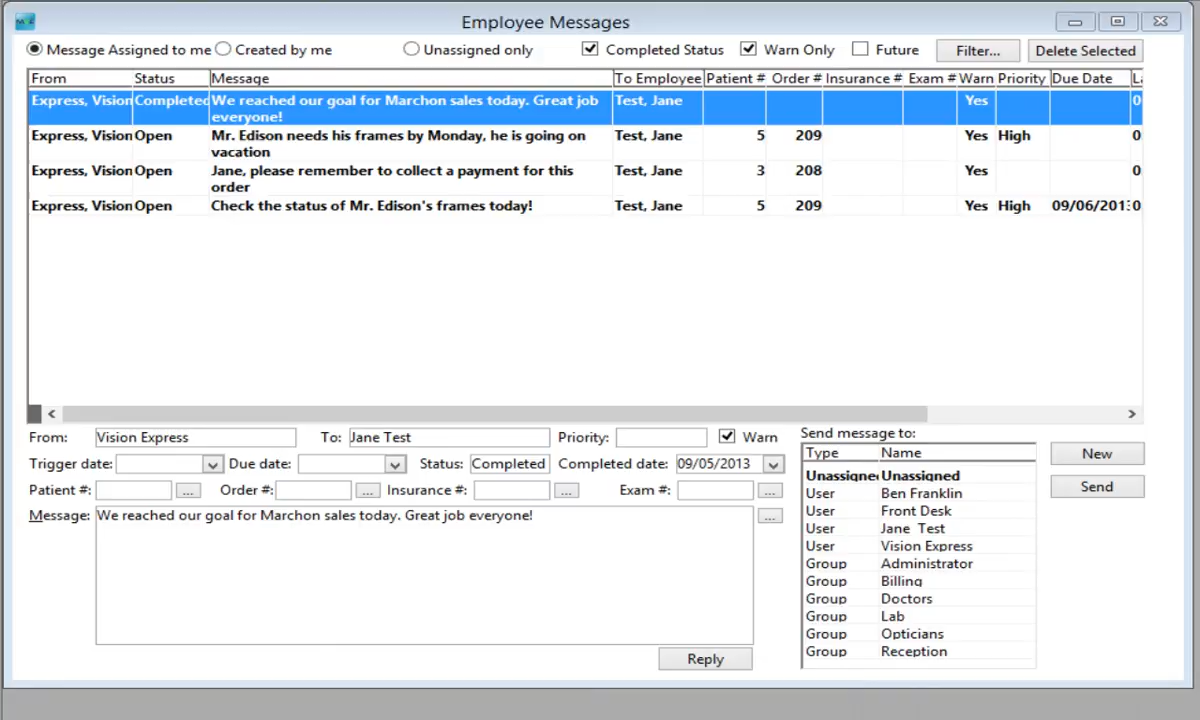 Employee Messages
Message Assigned to me Created by me Unassigned only Completed Status Warn Only Future Filter... Delete Selected
From Status Message To Employee Patient # Order # Insurance # Exam # Warn Priority Due Date
Express, Vision Completed We reached our goal for Marchon sales today. Great job Test, Jane Yes 0
everyone!
Express, Vision Open Mr. Edison needs his frames by Monday, he is going on Test, Jane 5 209 Yes High 0
vacation
Express, Vision Open Jane, please remember to collect a payment for this Test, Jane 3 208 Yes 0
order
Express, Vision Open Check the status of Mr. Edison's frames today! Test, Jane 5 209 Yes High 09/06/201 0
From: Vision Express To: Jane Test Priority: Warn Send message to:
Type Name
New
Trigger date: Due date: Status: Completed Completed date: 09/05/2013
Patient #: ... Order #: ... Insurance #: ... Exam #: ...
Send
Message: We reached our goal for Marchon sales today. Great job everyone! ...
Unassigned Unassigned
User Ben Franklin
User Front Desk
User Jane Test
User Vision Express
Group Administrator
Group Billing
Group Doctors
Group Lab
Group Opticians
Group Reception
Reply